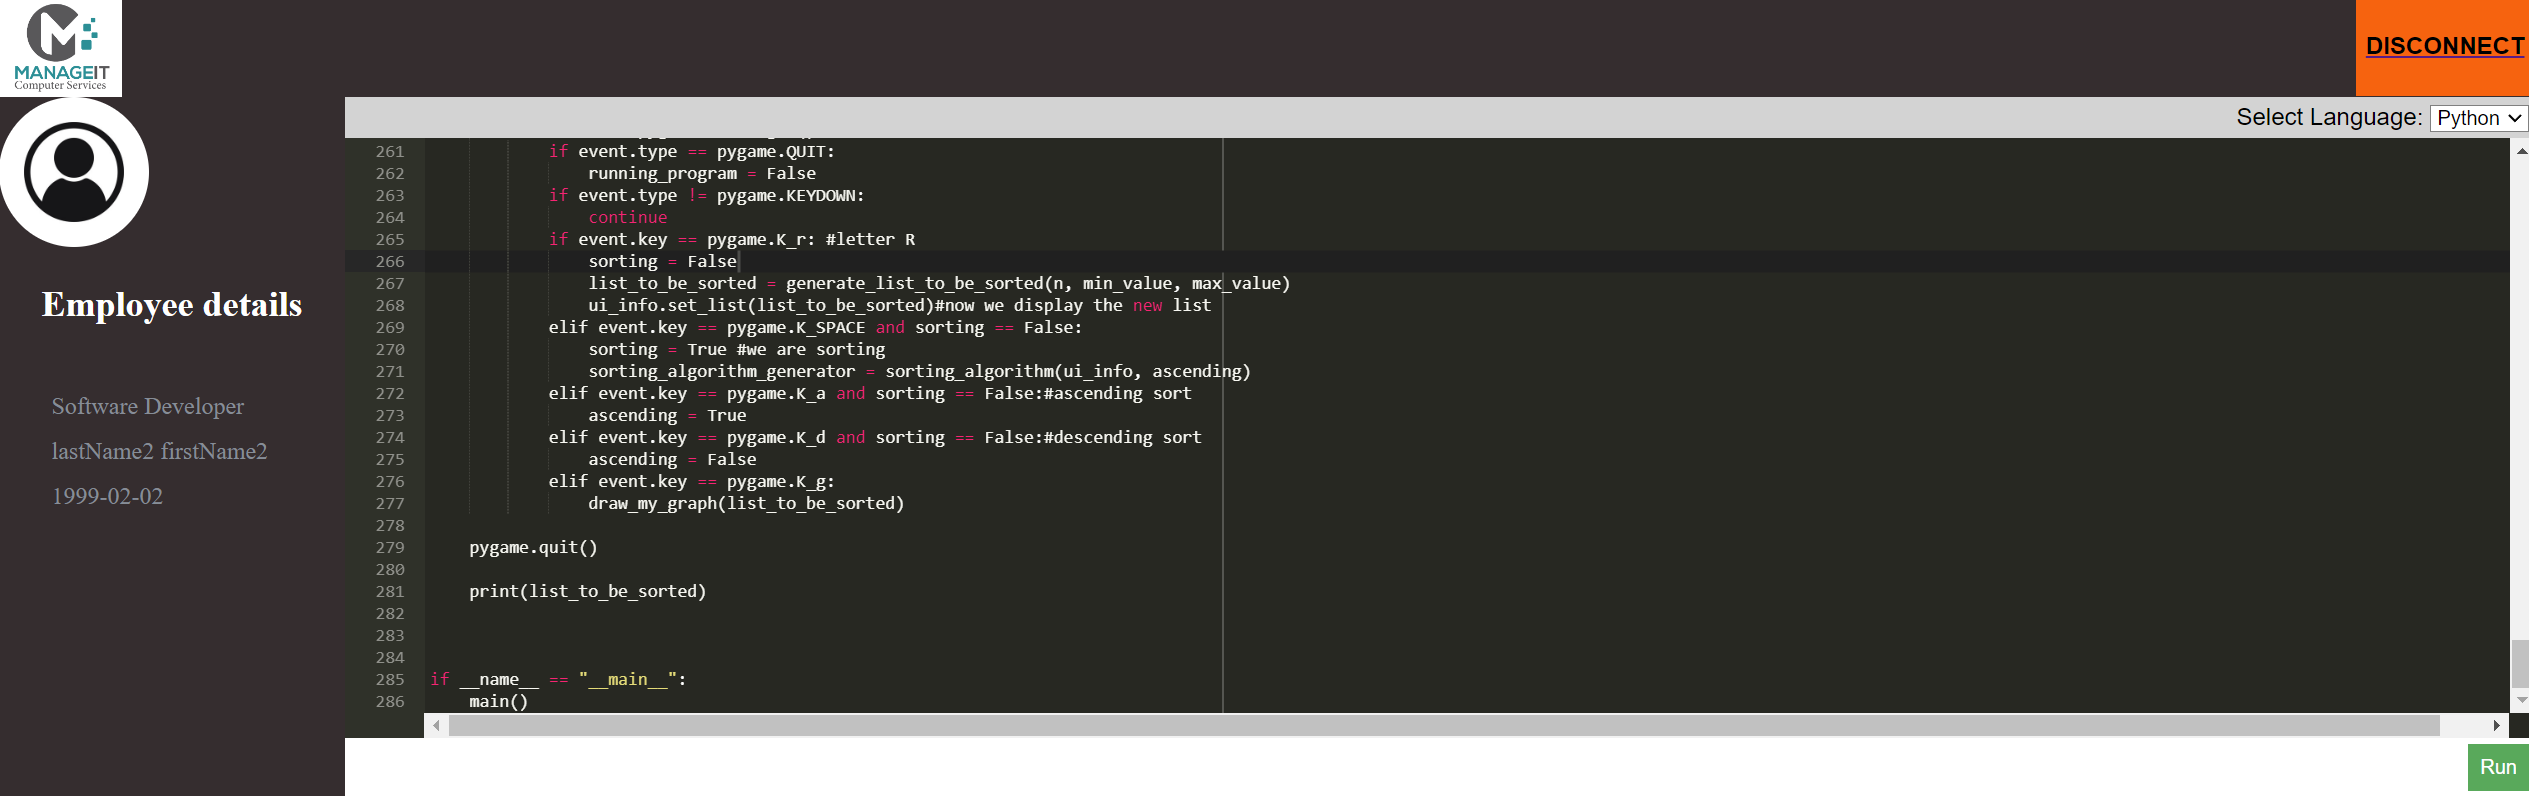 MANAGEIT
Computer Services
DISCONNECT
Select Language: Python
Employee details
Software Developer
lastName2 firstName2
1999-02-02
261 if event.type == pygame.QUIT:
262 running_program = False
263 if event.type != pygame.KEYDOWN:
264 continue
265 if event.key == pygame.K_r: #letter R
266 sorting = False
267 list_to_be_sorted = generate_list_to_be_sorted(n, min_value, max_value)
268 ui_info.set_list(list_to_be_sorted)#now we display the new list
269 elif event.key == pygame.K_SPACE and sorting == False:
270 sorting = True #we are sorting
271 sorting_algorithm_generator = sorting_algorithm(ui_info, ascending)
272 elif event.key == pygame.K_a and sorting == False:#ascending sort
273 ascending = True
274 elif event.key == pygame.K_d and sorting == False:#descending sort
275 ascending = False
276 elif event.key == pygame.K_g:
277 draw_my_graph(list_to_be_sorted)
278
279 pygame.quit()
280
281 print(list_to_be_sorted)
282
283
284
285 if __name__ == "__main__":
286 main()
Run